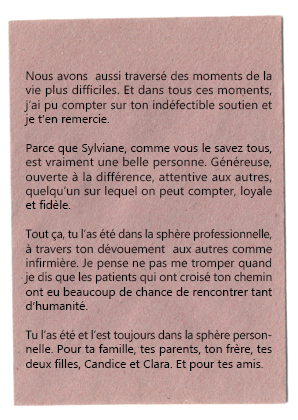 Nous avons  aussi traversé des moments de la
vie plus difficiles. Et dans tous ces moments,
j'ai pu compter sur ton indéfectible soutien et
je t'en remercie.
Parce que Sylviane, comme vous le savez tous,
est vraiment une belle personne. Généreuse,
ouverte à la différence, attentive aux autres,
quelqu'un sur lequel on peut compter, loyale
et fidèle.
Tout ça, tu l'as été dans la sphère professionnelle,
à travers ton dévouement  aux autres comme
infirmière. Je pense ne pas me tromper quand
je dis que les patients qui ont croisé ton chemin
ont eu beaucoup de chance de rencontrer tant
d'humanité.
Tu l'as été et l'est toujours dans la sphère person-
nelle. Pour ta famille, tes parents, ton frère, tes
deux filles, Candice et Clara. Et pour tes amis.